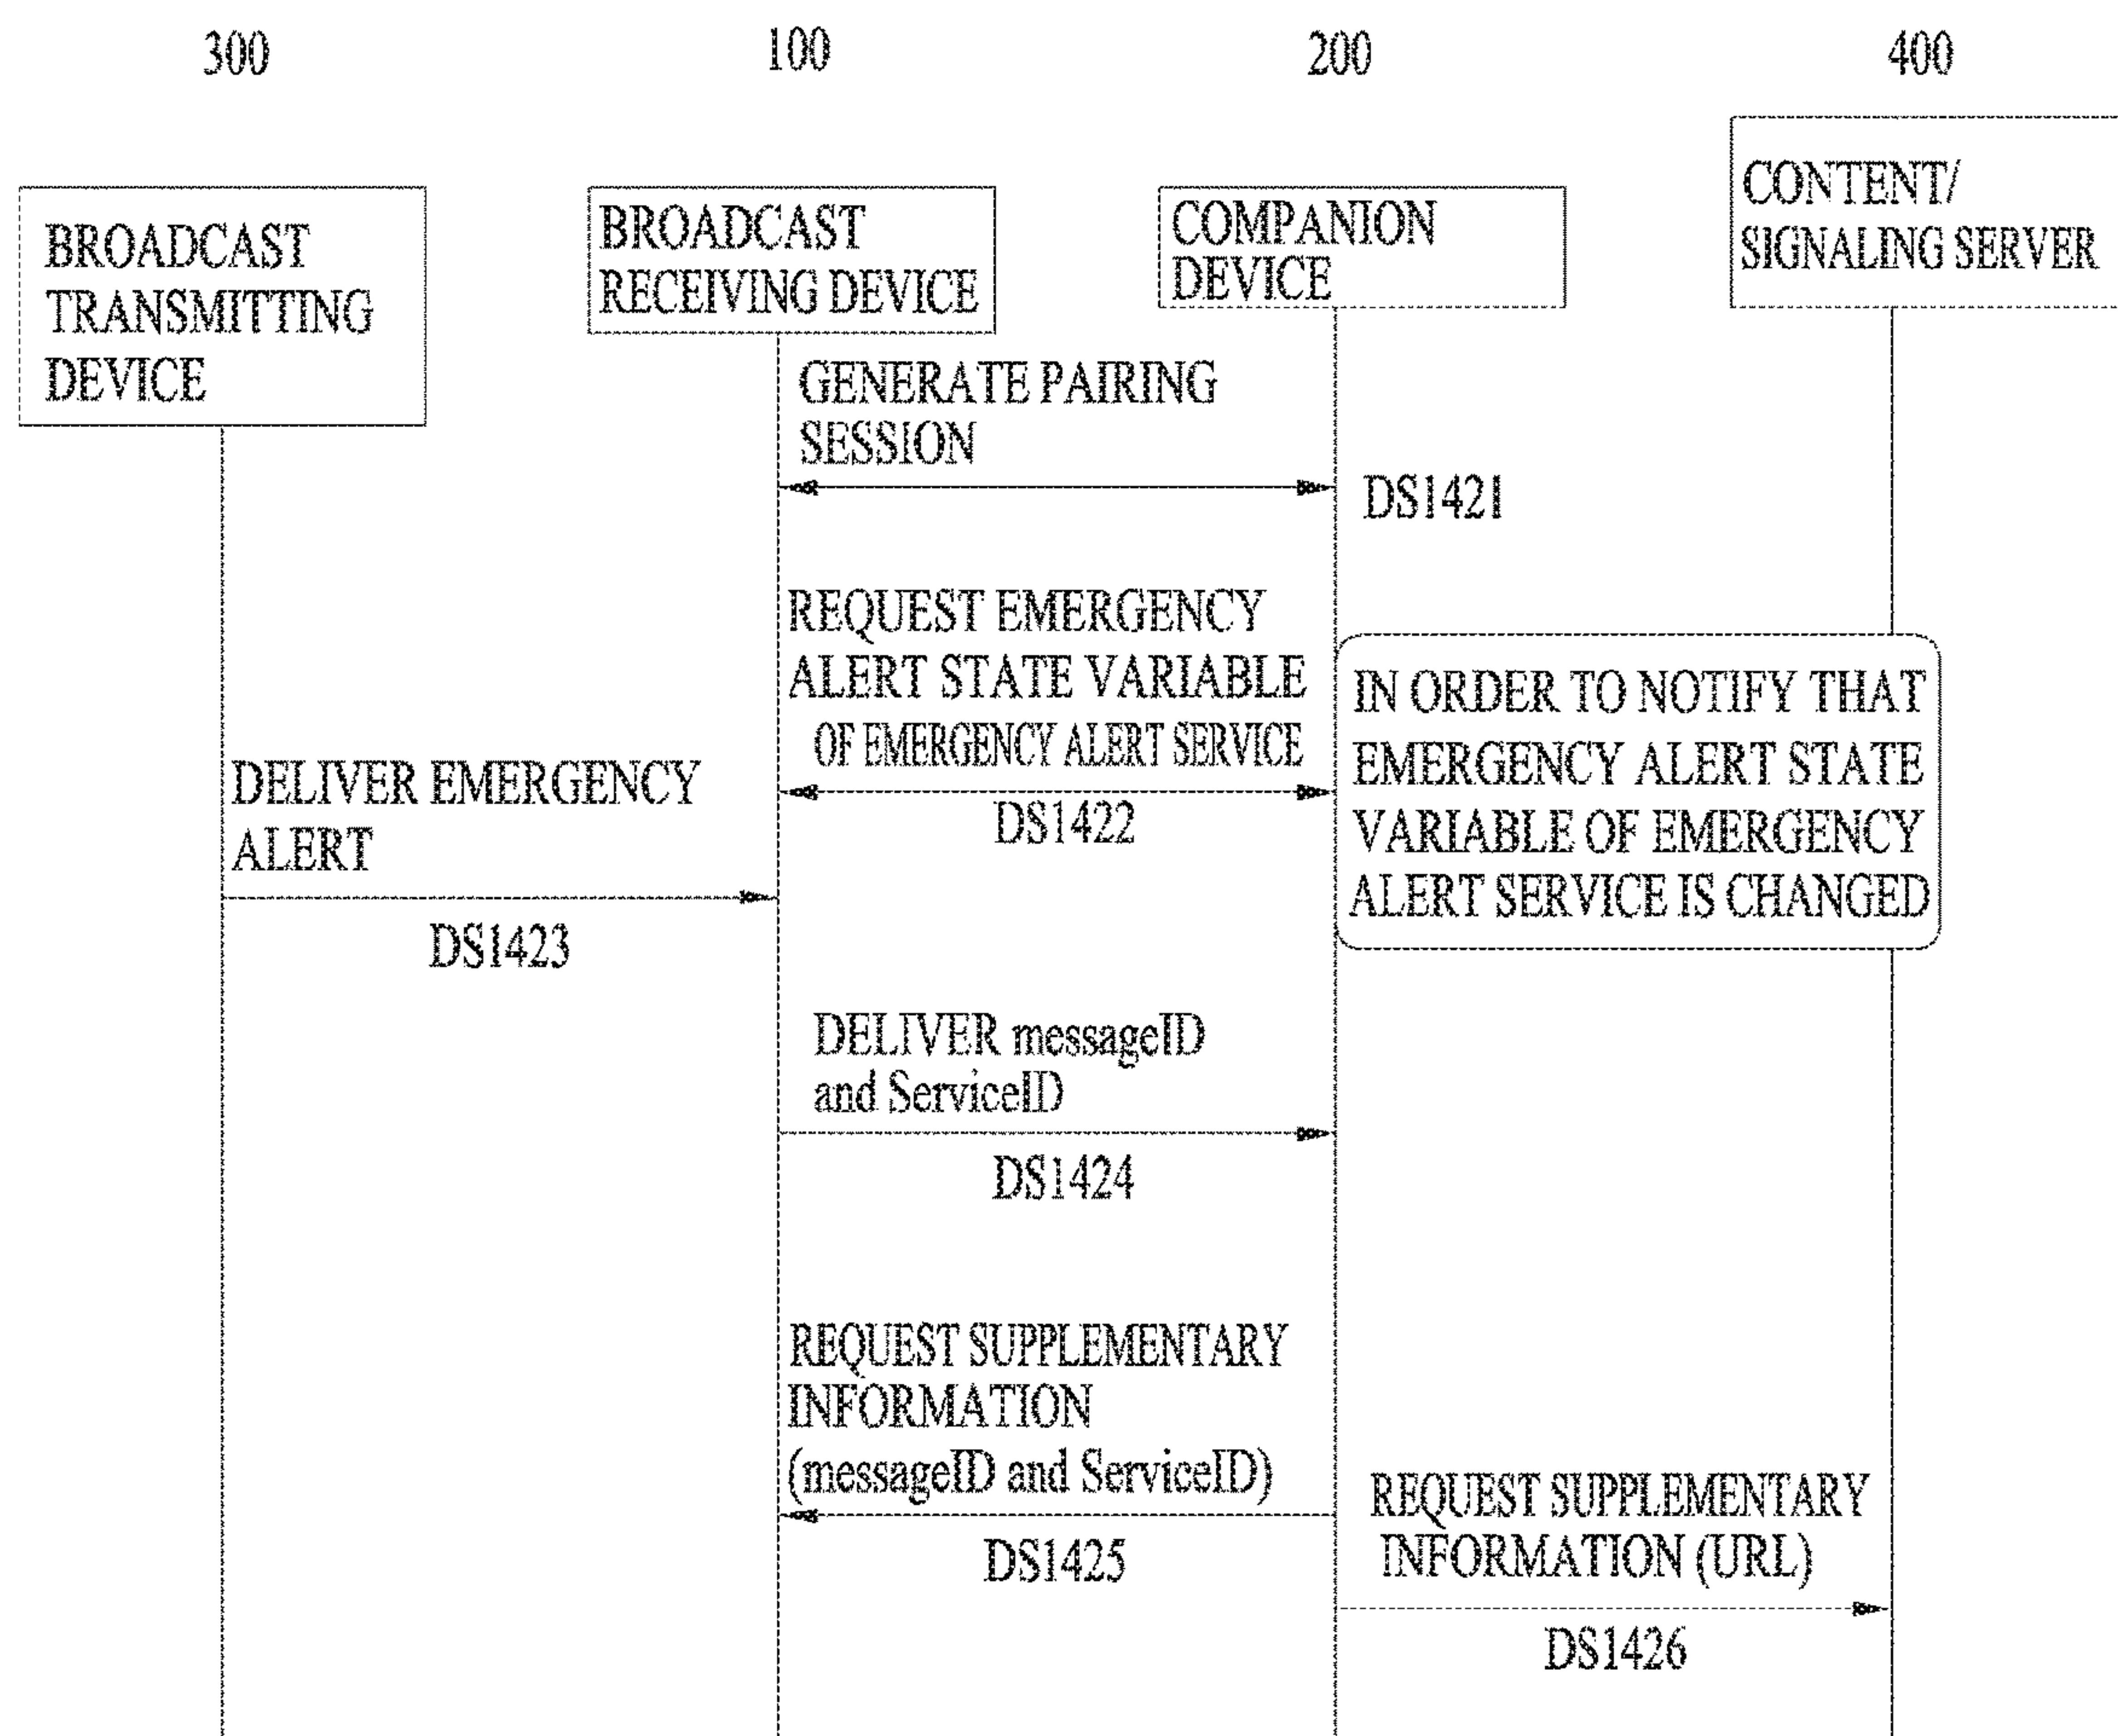 300
100
200
400
BROADCAST
TRANSMITTING
DEVICE
BROADCAST
RECEIVING DEVICE
COMPANION
DEVICE
CONTENT/
SIGNALING SERVER
GENERATE PAIRING
SESSION
DS1421
REQUEST EMERGENCY
ALERT STATE VARIABLE
OF EMERGENCY ALERT SERVICE
DS1422
IN ORDER TO NOTIFY THAT
EMERGENCY ALERT STATE
VARIABLE OF EMERGENCY
ALERT SERVICE IS CHANGED
DELIVER EMERGENCY
ALERT
DS1423
DELIVER messageID
and ServiceID
DS1424
REQUEST SUPPLEMENTARY
INFORMATION
(messageID and ServiceID)
DS1425
REQUEST SUPPLEMENTARY
INFORMATION (URL)
DS1426